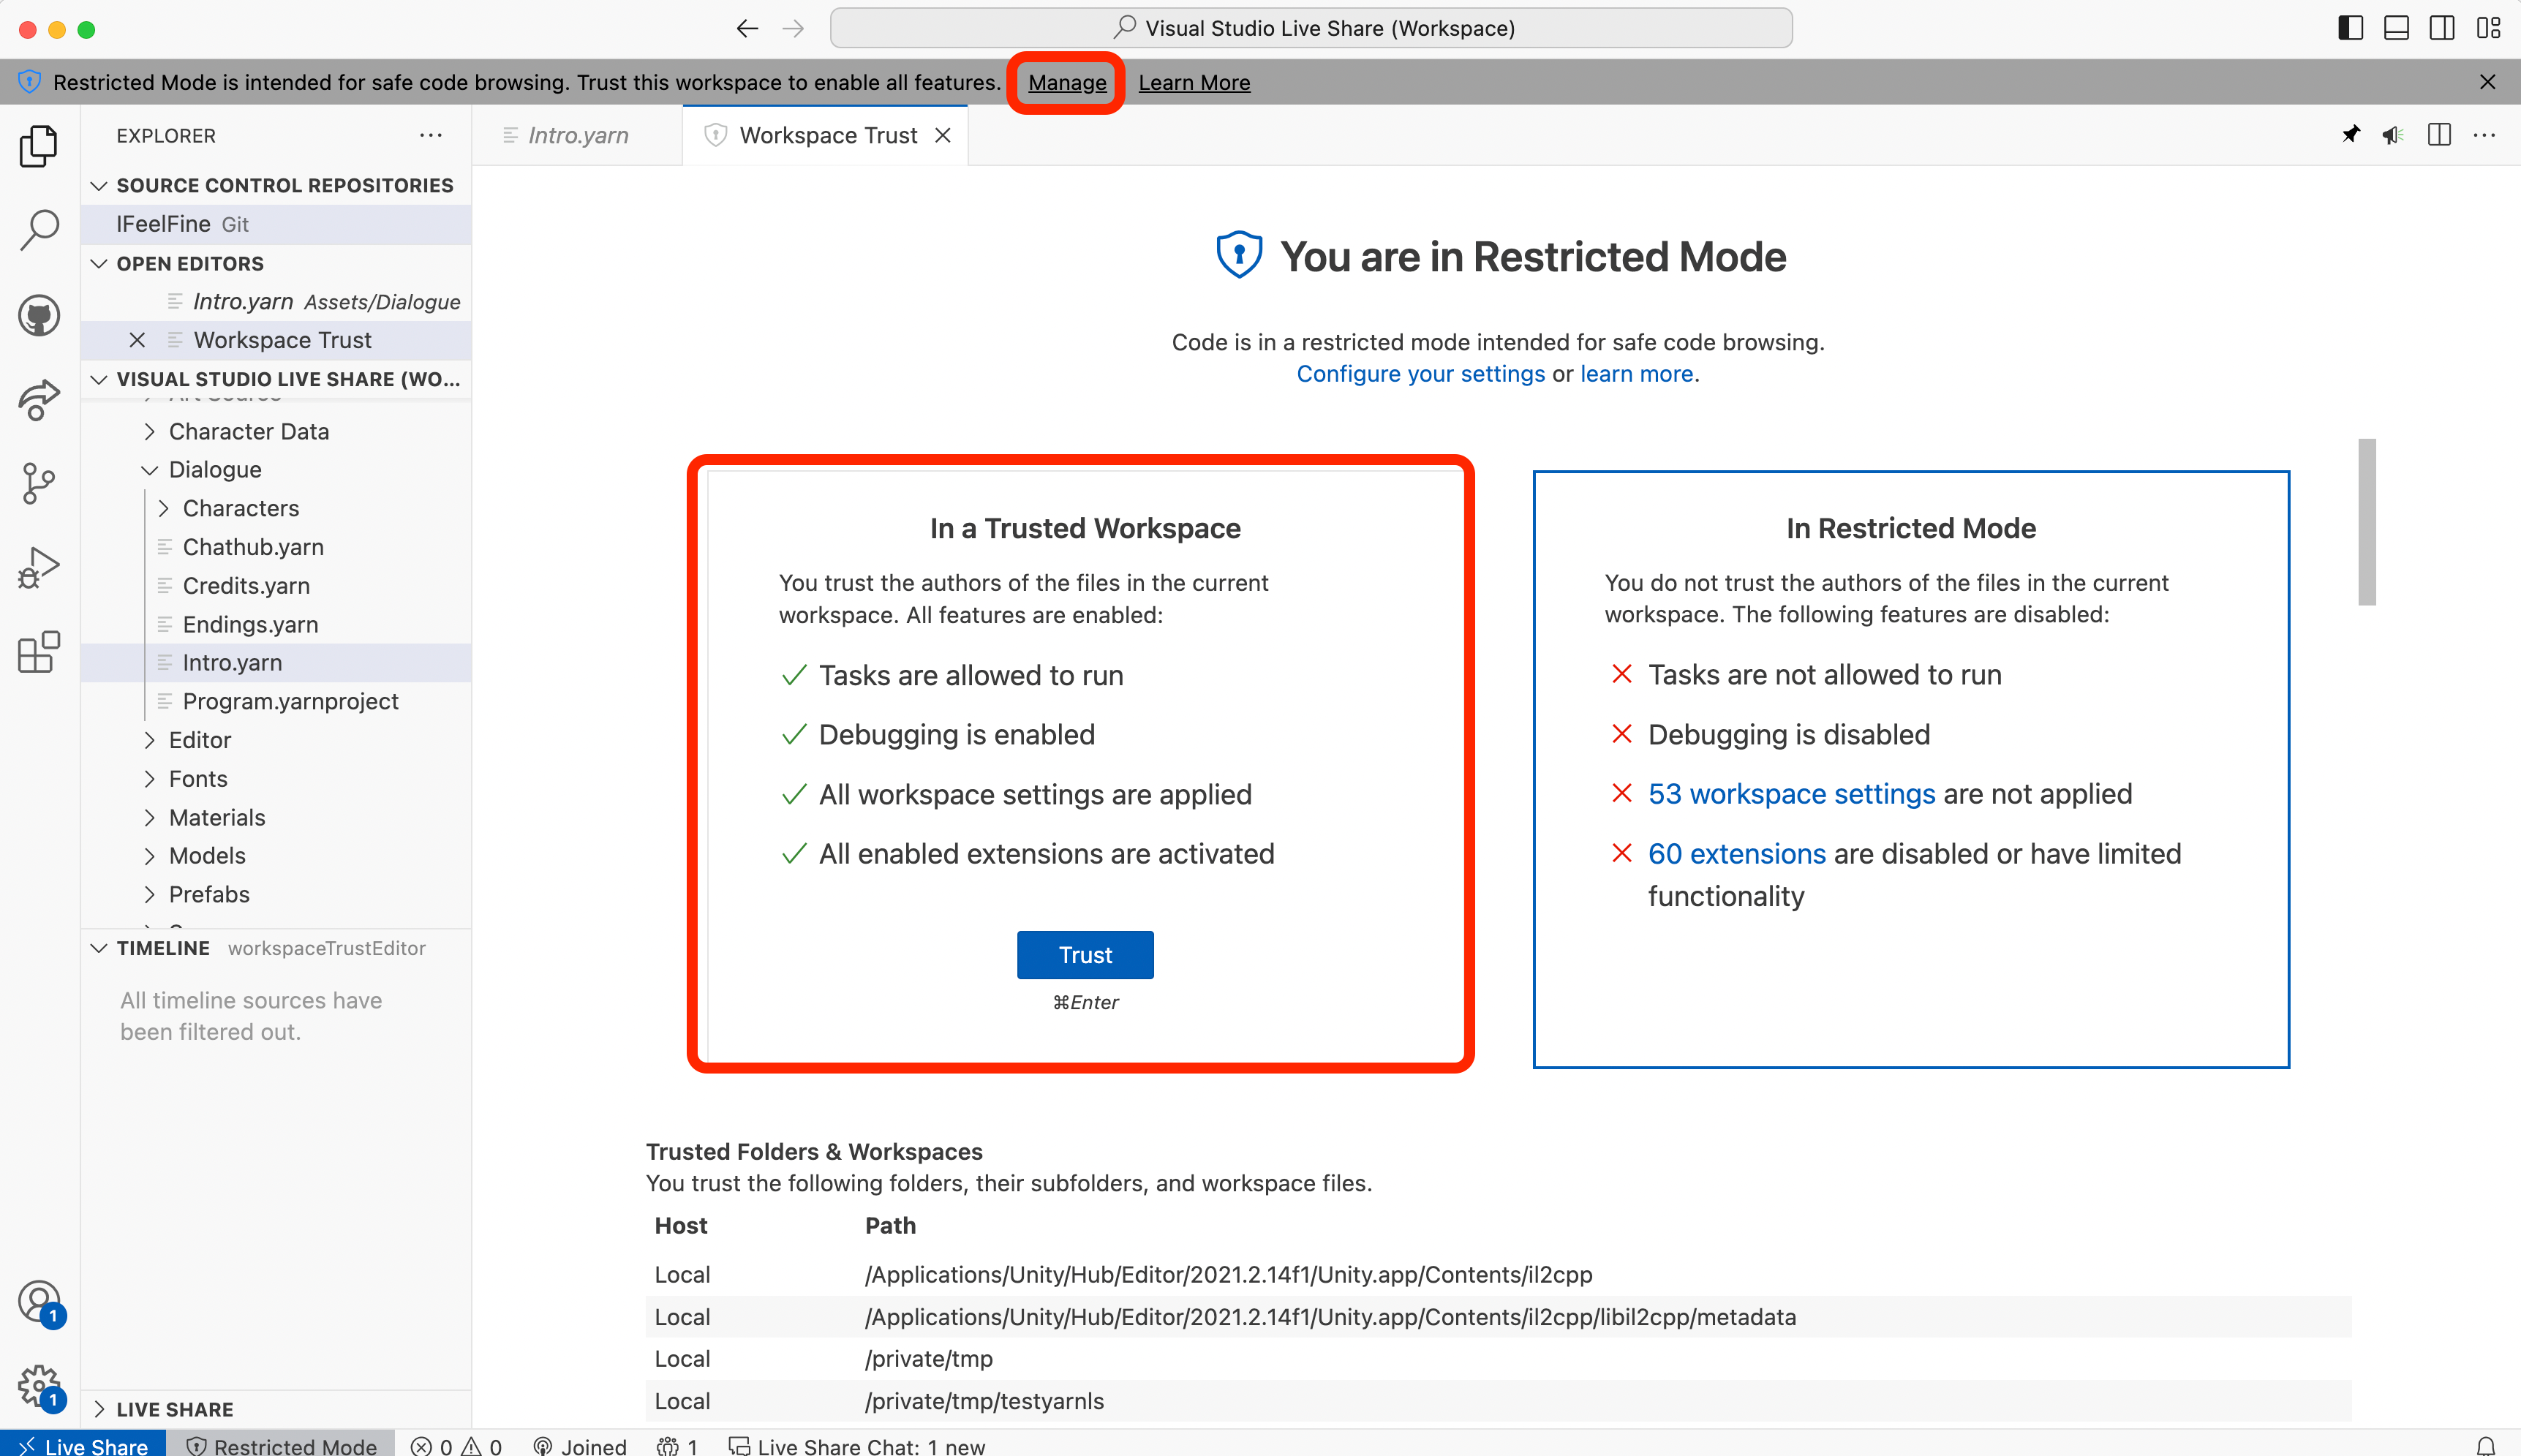 Visual Studio Live Share (Workspace)
Restricted Mode is intended for safe code browsing. Trust this workspace to enable all features. Manage Learn More
EXPLORER
SOURCE CONTROL REPOSITORIES
IFeelFine Git
OPEN EDITORS
Intro.yarn Assets/Dialogue
Workspace Trust
VISUAL STUDIO LIVE SHARE (WO...
Character Data
Dialogue
Characters
Chathub.yarn
Credits.yarn
Endings.yarn
Intro.yarn
Program.yarnproject
Editor
Fonts
Materials
Models
Prefabs
TIMELINE workspaceTrustEditor
All timeline sources have
been filtered out.
LIVE SHARE
Intro.yarn
Workspace Trust
You are in Restricted Mode
Code is in a restricted mode intended for safe code browsing.
Configure your settings or learn more.
In a Trusted Workspace
You trust the authors of the files in the current
workspace. All features are enabled:
Tasks are allowed to run
Debugging is enabled
All workspace settings are applied
All enabled extensions are activated
Trust
⌘Enter
In Restricted Mode
You do not trust the authors of the files in the current
workspace. The following features are disabled:
Tasks are not allowed to run
Debugging is disabled
53 workspace settings are not applied
60 extensions are disabled or have limited
functionality
Trusted Folders & Workspaces
You trust the following folders, their subfolders, and workspace files.
Host Path
Local /Applications/Unity/Hub/Editor/2021.2.14f1/Unity.app/Contents/il2cpp
Local /Applications/Unity/Hub/Editor/2021.2.14f1/Unity.app/Contents/il2cpp/libil2cpp/metadata
Local /private/tmp
Local /private/tmp/testyarnls
1
1
Live Share Restricted Mode 0 0 Joined 1 Live Share Chat: 1 new